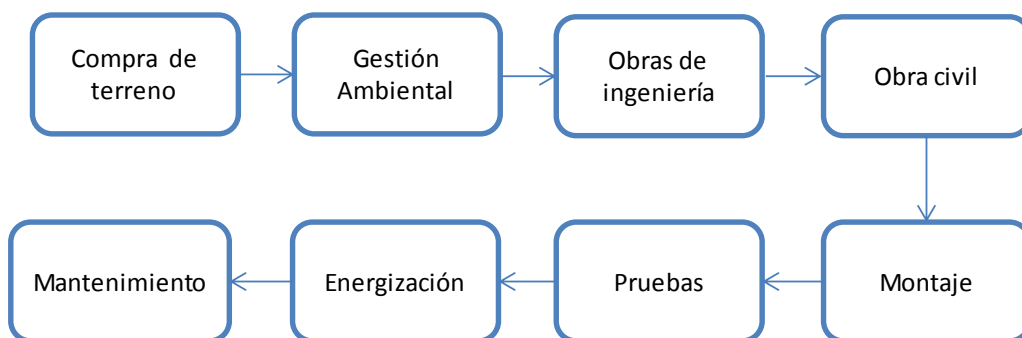 Compra de
terreno
Gestión
Ambiental
Obras de
ingeniería
Obra civil
Montaje
Pruebas
Energización
Mantenimiento